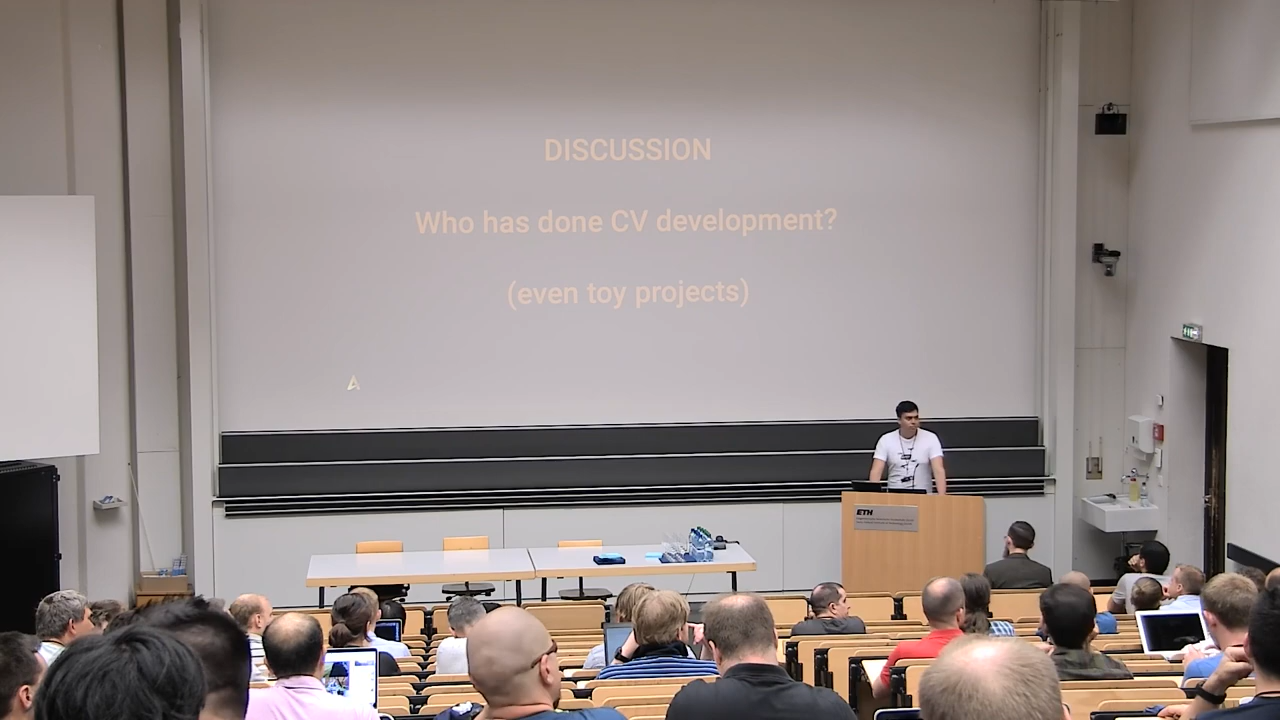 DISCUSSION
Who has done CV development?
(even toy projects)
ETH